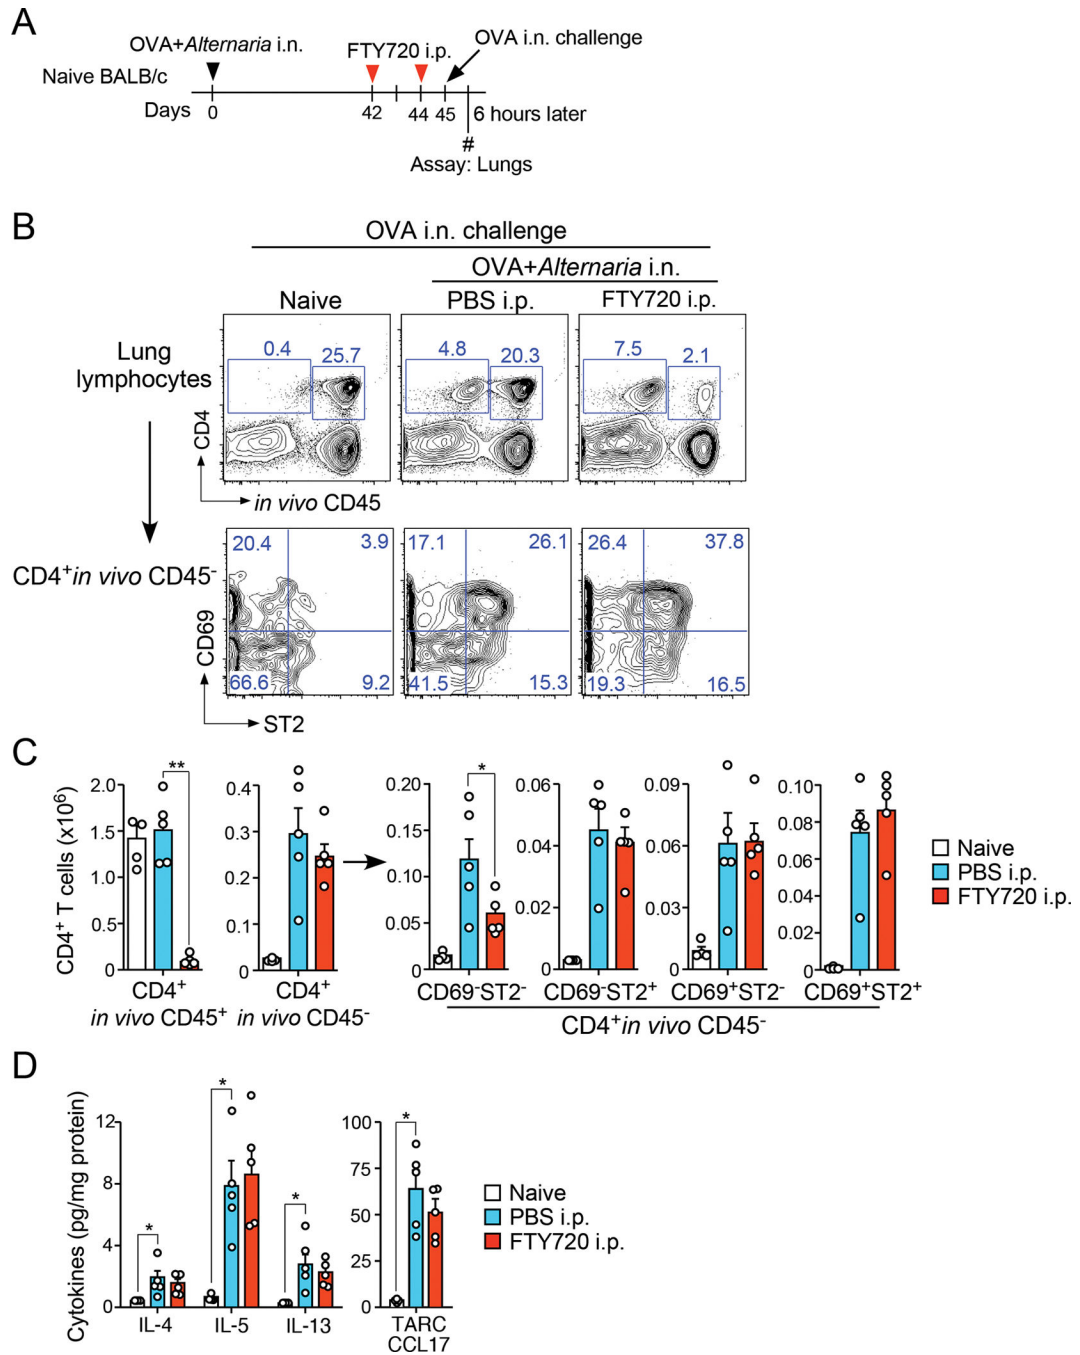 A
OVA+Alternaria i.n.
FTY720 i.p.
OVA i.n. challenge
Naive BALB/c
Days
0
42
44
45
6 hours later
#
Assay: Lungs
B
OVA i.n. challenge
OVA+Alternaria i.n.
Naive
PBS i.p.
FTY720 i.p.
Lung
lymphocytes
0.4
25.7
4.8
20.3
7.5
2.1
CD4
in vivo CD45
CD4⁺in vivo CD45⁻
20.4
3.9
66.6
9.2
17.1
26.1
41.5
15.3
26.4
37.8
19.3
16.5
CD69
ST2
C
CD4⁺ T cells (x10⁶)
2.0
1.5
1.0
0.5
0
**
CD4⁺
in vivo CD45⁺
0.4
0.3
0.2
0.1
0
CD4⁺
in vivo CD45⁻
0.20
0.15
0.10
0.05
0
*
CD69⁻ST2⁻
0.06
0.04
0.02
0
CD69⁻ST2⁺
0.09
0.06
0.03
0
CD69⁺ST2⁻
0.10
0.08
0.06
0.04
0.02
0
CD69⁺ST2⁺
CD4⁺in vivo CD45⁻
Naive
PBS i.p.
FTY720 i.p.
D
Cytokines (pg/mg protein)
12
8
4
0
*
*
*
IL-4
IL-5
IL-13
100
75
50
25
0
*
TARC
CCL17
Naive
PBS i.p.
FTY720 i.p.